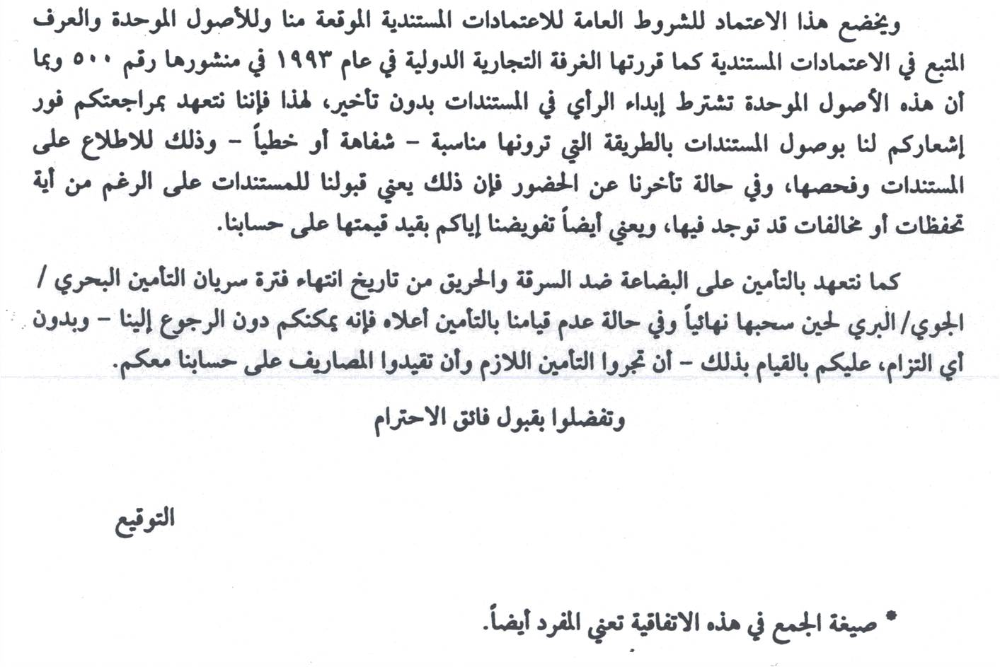 ويخضع هذا الاعتماد للشروط العامة للاعتمادات المستندية الموقعة منا وللأصول الموحدة والعرف
المتبع في الاعتمادات المستندية كما قررتها الغرفة التجارية الدولية في عام ١٩٩٣ في منشورها رقم ٥٠٠ وبما
أن هذه الأصول الموحدة تشترط إبداء الرأي في المستندات بدون تأخير، لهذا فإننا نتعهد بمراجعتكم فور
إشعاركم لنا بوصول المستندات بالطريقة التي ترونها مناسبة – شفاهة أو خطياً – وذلك للاطلاع على
المستندات وفحصها، وفي حالة تأخرنا عن الحضور فإن ذلك يعني قبولنا للمستندات على الرغم من أية
تحفظات أو مخالفات قد توجد فيها، ويعني أيضاً تفويضنا إياكم بقيد قيمتها على حسابنا.
كما نتعهد بالتأمين على البضاعة ضد السرقة والحريق من تاريخ انتهاء فترة سريان التأمين البحري /
الجوي/ البري لحين سحبها نهائياً وفي حالة عدم قيامنا بالتأمين أعلاه فإنه يمكنكم دون الرجوع إلينا – وبدون
أي التزام، عليكم بالقيام بذلك – أن تجروا التأمين اللازم وأن تقيدوا المصاريف على حسابنا معكم.
وتفضلوا بقبول فائق الاحترام
التوقيع
* صيغة الجمع في هذه الاتفاقية تعني المفرد أيضاً.